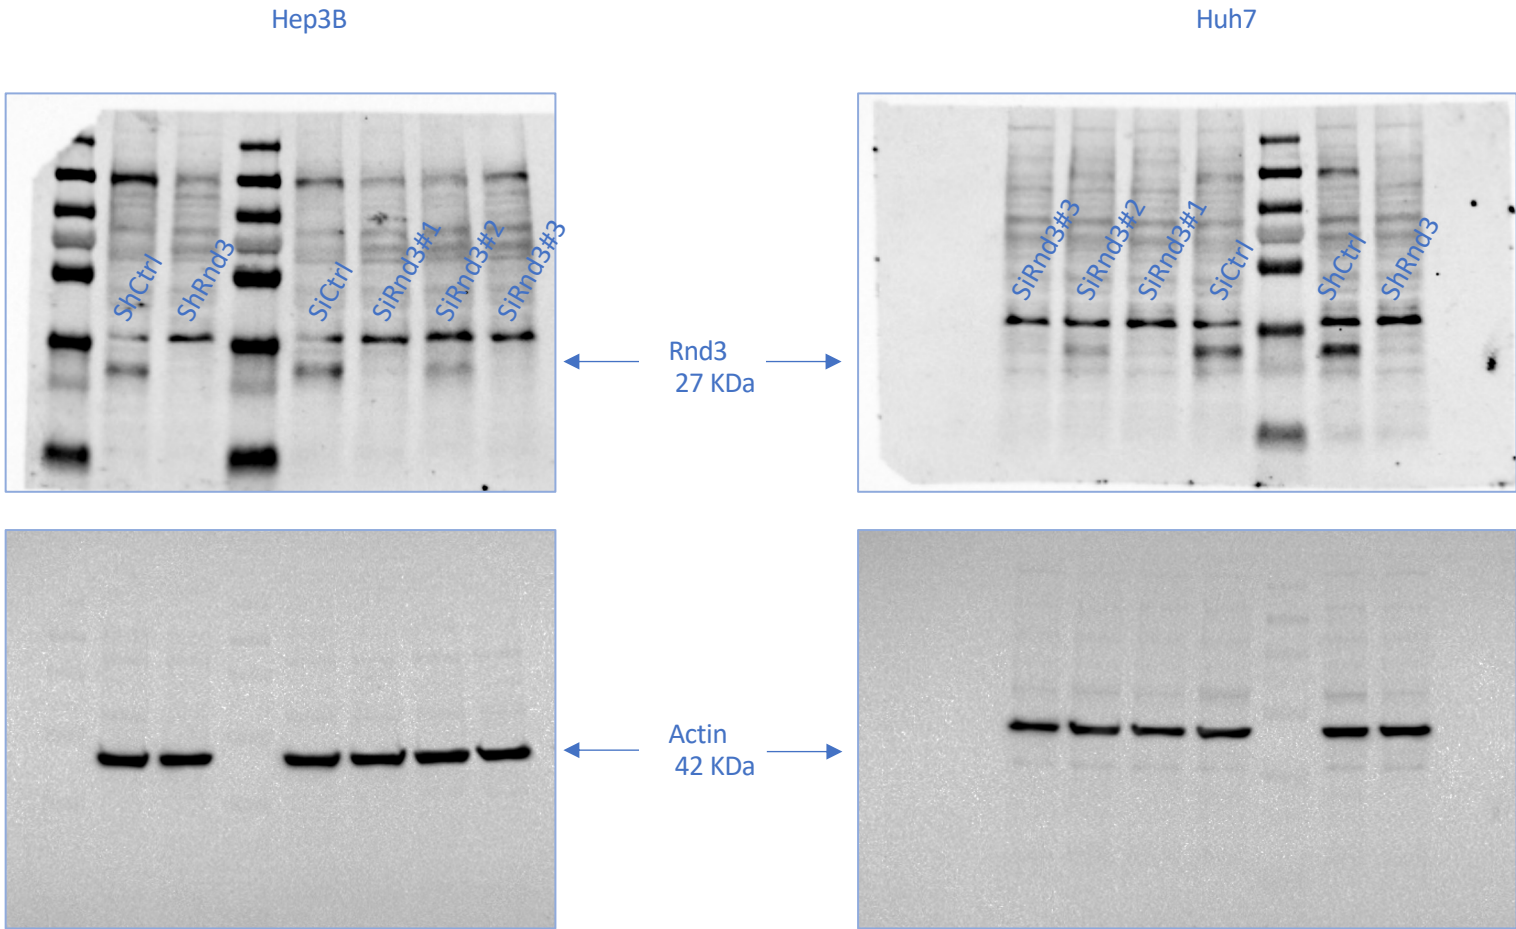 Hep3B
Huh7
ShCtrl
ShRnd3
SiCtrl
SiRnd3#1
SiRnd3#2
SiRnd3#3
Rnd3
27 KDa
SiRnd3#3
SiRnd3#2
SiRnd3#1
SiCtrl
ShCtrl
ShRnd3
Actin
42 KDa